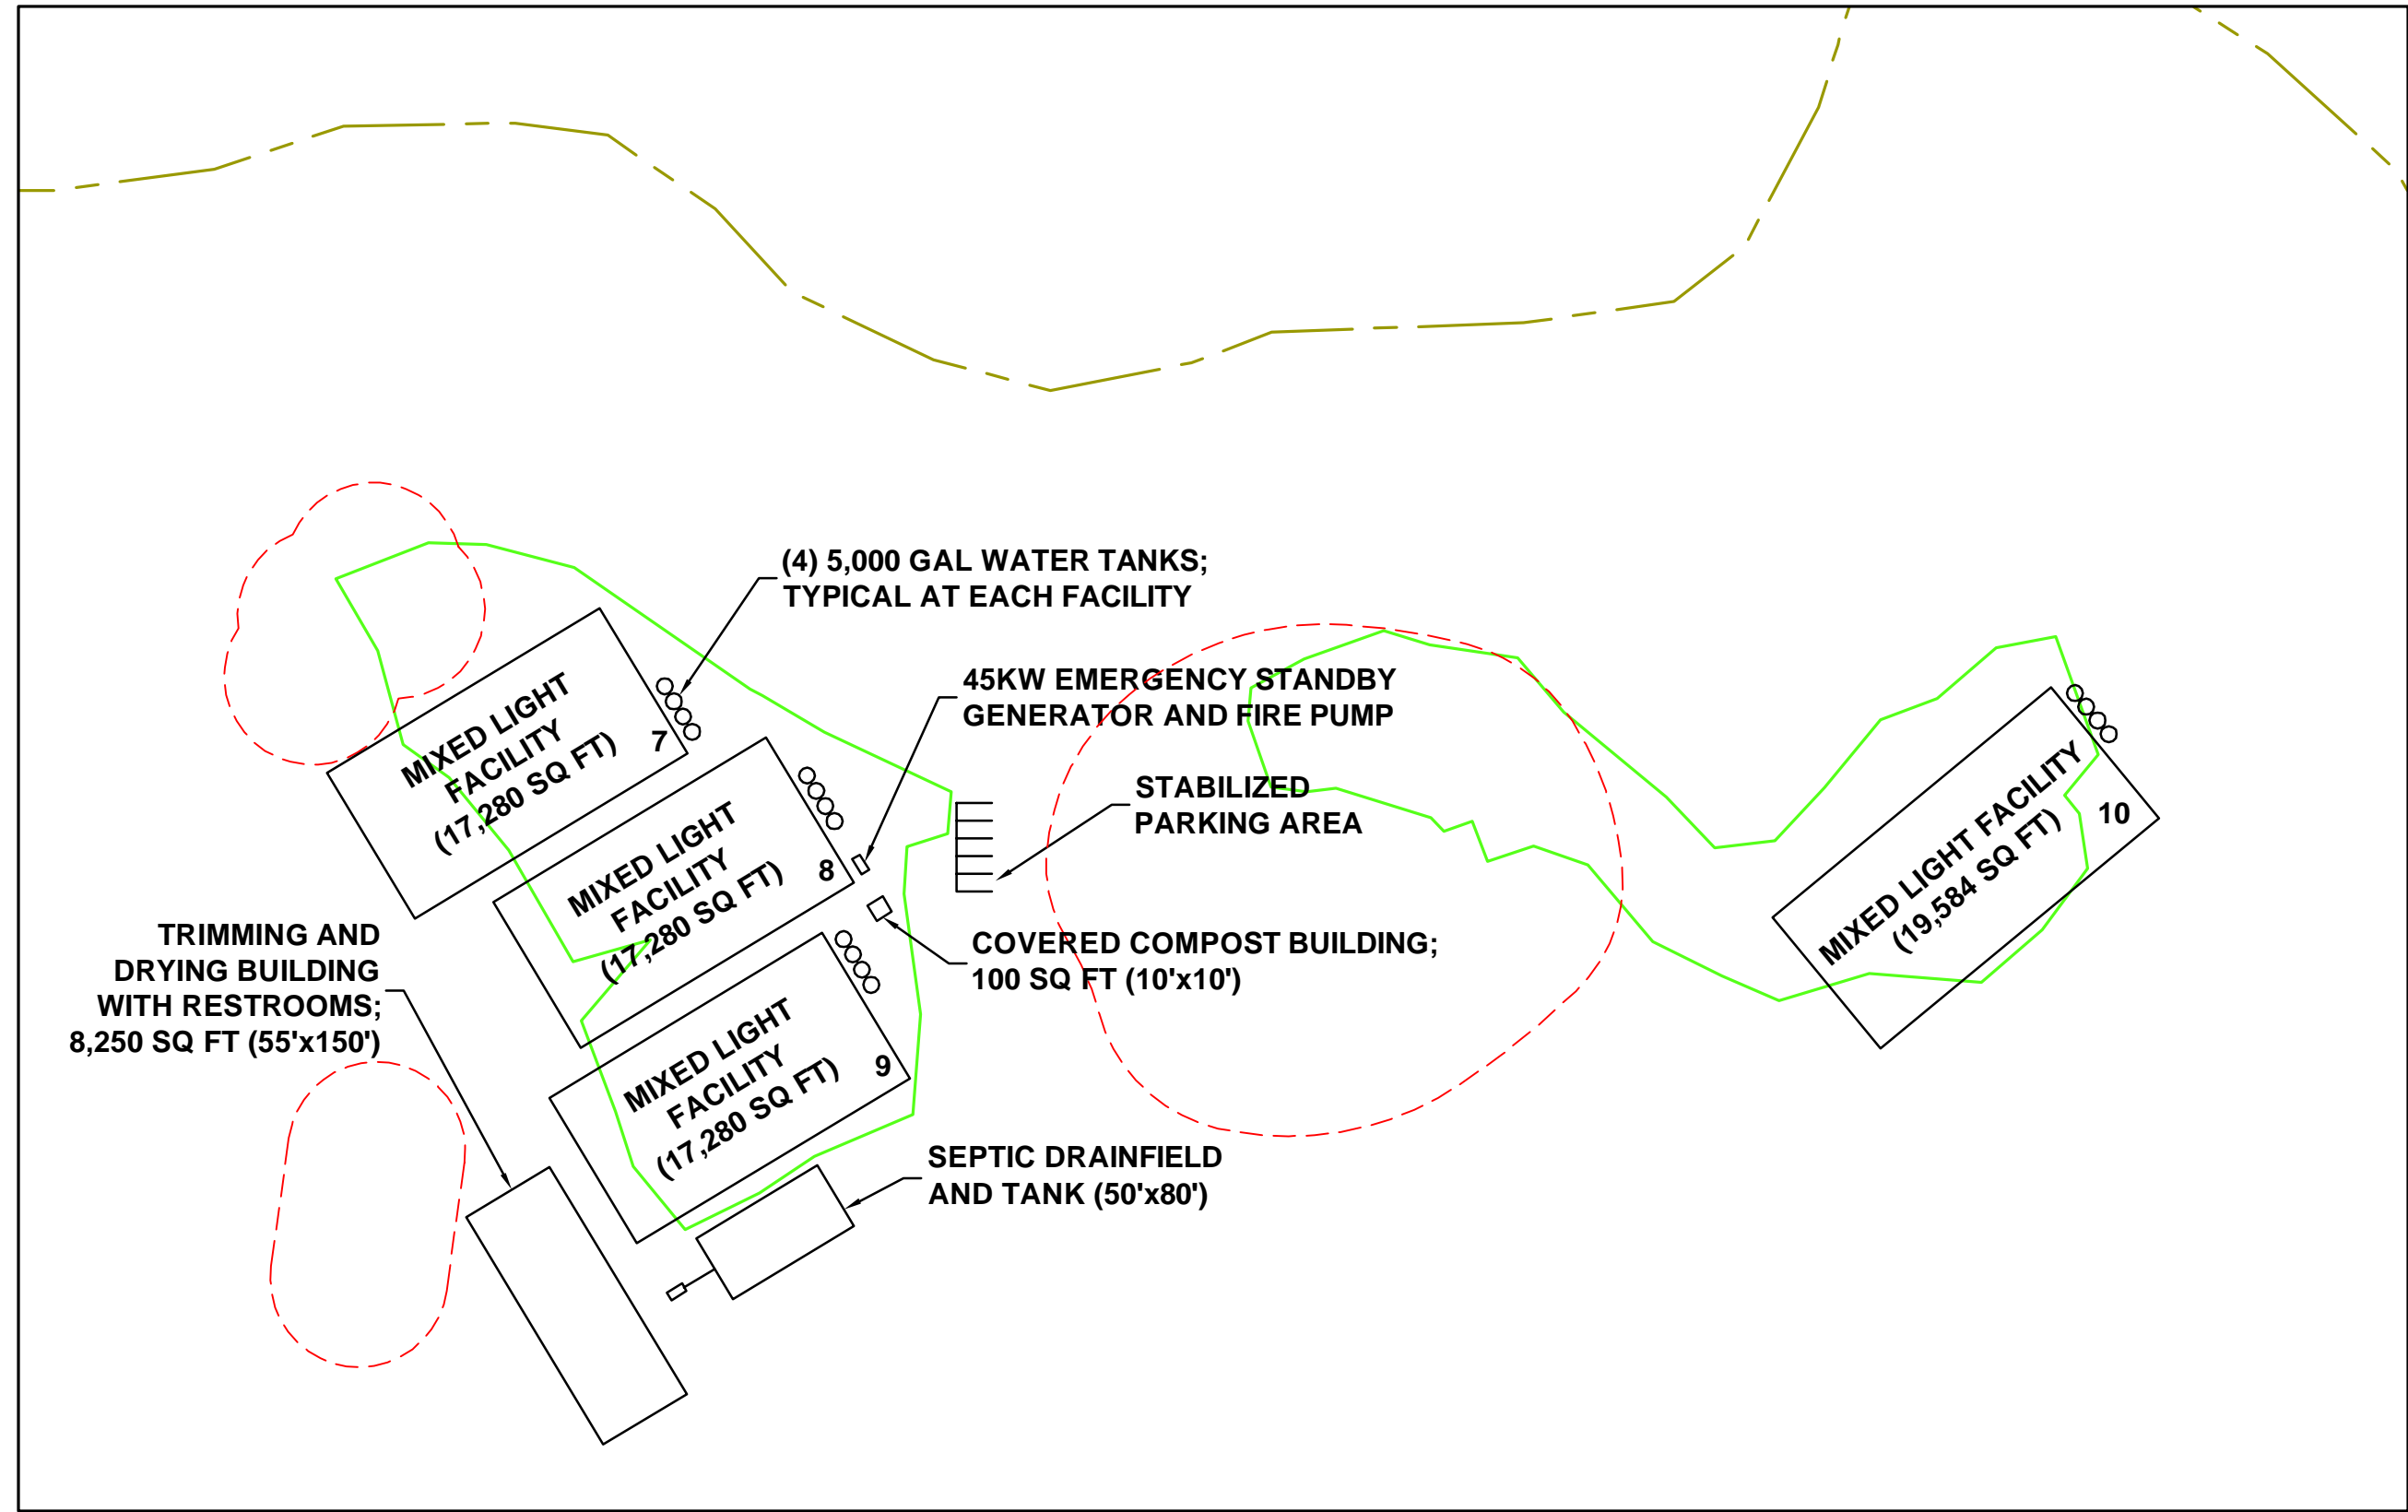 (4) 5,000 GAL WATER TANKS;
TYPICAL AT EACH FACILITY
45KW EMERGENCY STANDBY
GENERATOR AND FIRE PUMP
STABILIZED
PARKING AREA
MIXED LIGHT
FACILITY
(17,280 SQ FT)
7
MIXED LIGHT
FACILITY
(17,280 SQ FT)
8
MIXED LIGHT
FACILITY
(17,280 SQ FT)
9
MIXED LIGHT FACILITY
(19,584 SQ FT)
10
TRIMMING AND
DRYING BUILDING
WITH RESTROOMS;
8,250 SQ FT (55'x150')
COVERED COMPOST BUILDING;
100 SQ FT (10'x10')
SEPTIC DRAINFIELD
AND TANK (50'x80')